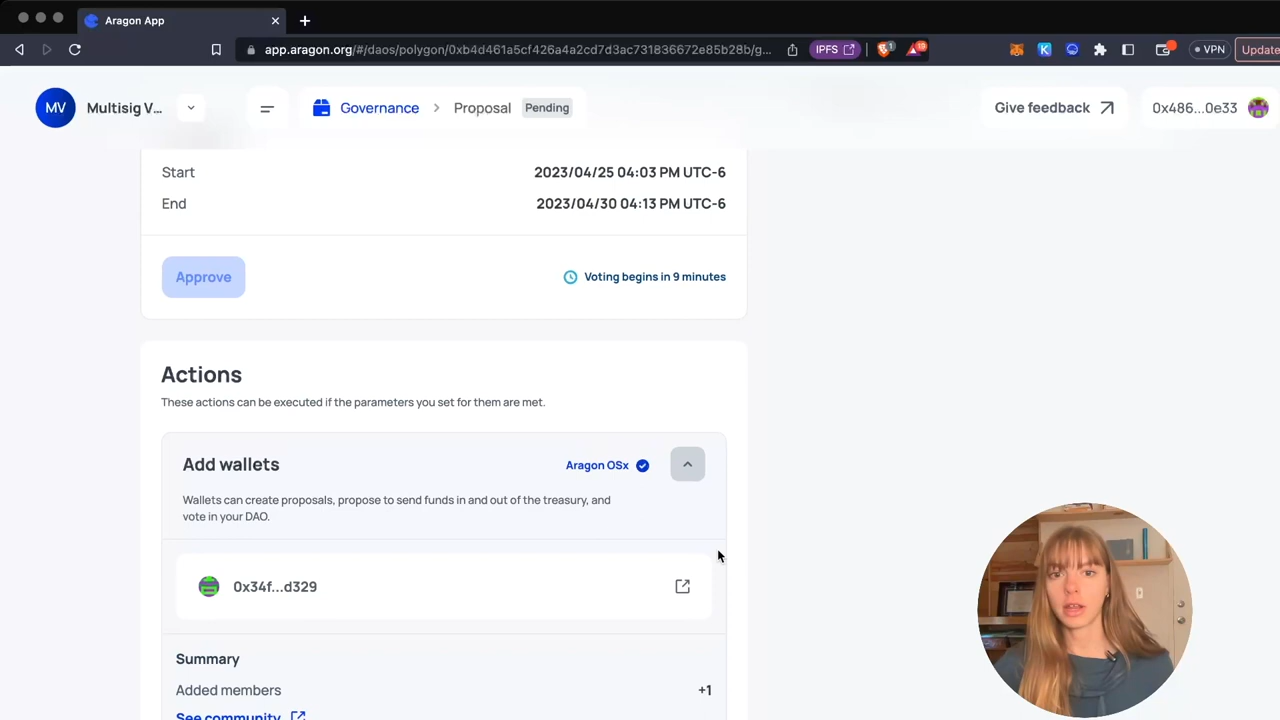 Aragon App
app.aragon.org/#/daos/polygon/0xb4d461a5cf426a4a2cd7d3ac731836672e85b28b/g...
IPFS
1
19
VPN
Update
MV
Multisig V...
Governance
Proposal
Pending
Give feedback
0x486...0e33
Start
2023/04/25 04:03 PM UTC-6
End
2023/04/30 04:13 PM UTC-6
Approve
Voting begins in 9 minutes
Actions
These actions can be executed if the parameters you set for them are met.
Add wallets
Aragon OSx
Wallets can create proposals, propose to send funds in and out of the treasury, and
vote in your DAO.
0x34f...d329
Summary
Added members
+1
See community